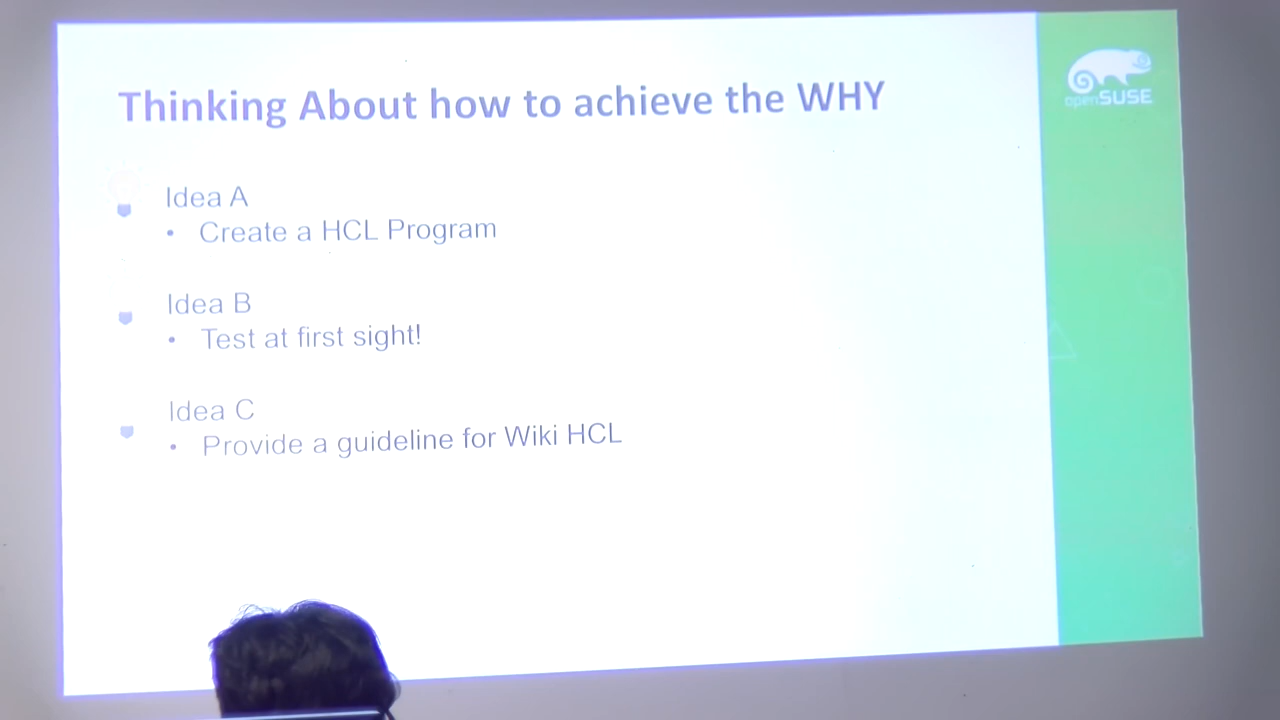 Thinking About how to achieve the WHY
openSUSE
Idea A
• Create a HCL Program
Idea B
• Test at first sight!
Idea C
• Provide a guideline for Wiki HCL